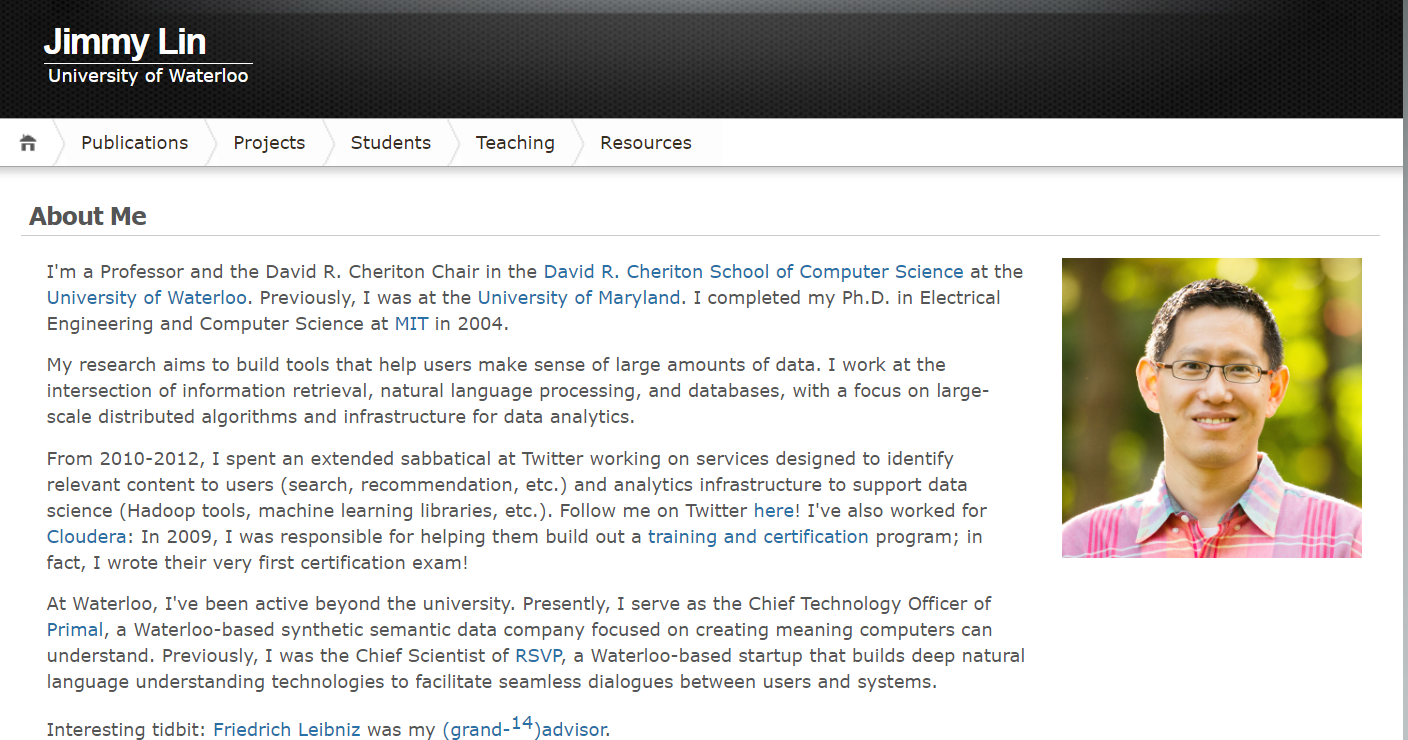 Jimmy Lin
University of Waterloo
Publications
Projects
Students
Teaching
Resources
About Me
I'm a Professor and the David R. Cheriton Chair in the David R. Cheriton School of Computer Science at the
University of Waterloo. Previously, I was at the University of Maryland. I completed my Ph.D. in Electrical
Engineering and Computer Science at MIT in 2004.
My research aims to build tools that help users make sense of large amounts of data. I work at the
intersection of information retrieval, natural language processing, and databases, with a focus on large-
scale distributed algorithms and infrastructure for data analytics.
From 2010-2012, I spent an extended sabbatical at Twitter working on services designed to identify
relevant content to users (search, recommendation, etc.) and analytics infrastructure to support data
science (Hadoop tools, machine learning libraries, etc.). Follow me on Twitter here! I've also worked for
Cloudera: In 2009, I was responsible for helping them build out a training and certification program; in
fact, I wrote their very first certification exam!
At Waterloo, I've been active beyond the university. Presently, I serve as the Chief Technology Officer of
Primal, a Waterloo-based synthetic semantic data company focused on creating meaning computers can
understand. Previously, I was the Chief Scientist of RSVP, a Waterloo-based startup that builds deep natural
language understanding technologies to facilitate seamless dialogues between users and systems.
Interesting tidbit: Friedrich Leibniz was my (grand-14)advisor.